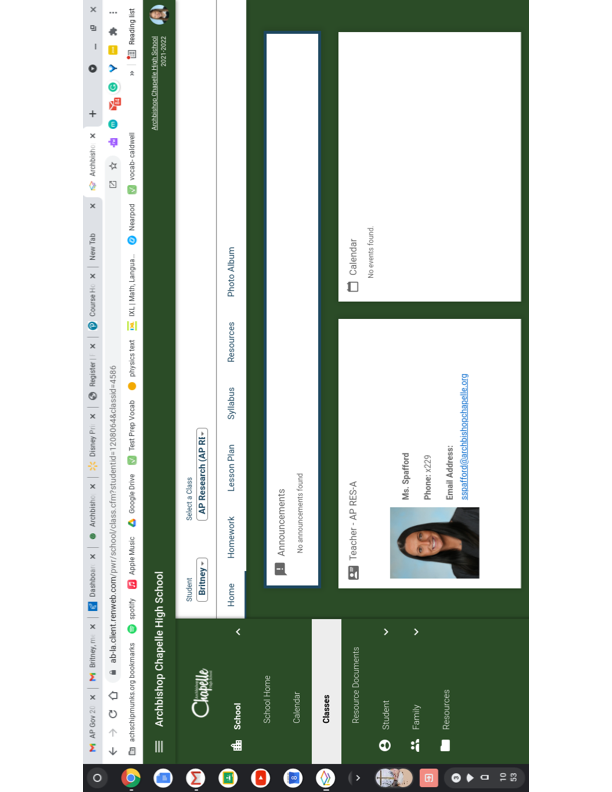 AP Gov 2
Britney, m
Dashboa
Archbish
Disney P
Register (
Course H
New Tab
Archbish
ab-la.client.renweb.com/pwr/school/class.cfm?studentid=1208064&classid=4586
achschipmunks.org bookmarks
spotify
Apple Music
Google Drive
Test Prep Vocab
physics text
IXL | Math, Langua...
Nearpod
vocab- caldwell
»
Reading list
Archbishop Chapelle High School
Archbishop Chapelle High School
2021-2022
Chapelle
School
School Home
Calendar
Classes
Resource Documents
Student
Family
Resources
Student
Britney
Select a Class
AP Research (AP RE
Home
Homework
Lesson Plan
Syllabus
Resources
Photo Album
Announcements
No announcements found
Teacher - AP RES-A
Ms. Spafford
Phone: x229
Email Address:
sspafford@archbishopchapelle.org
Calendar
No events found.
10
53